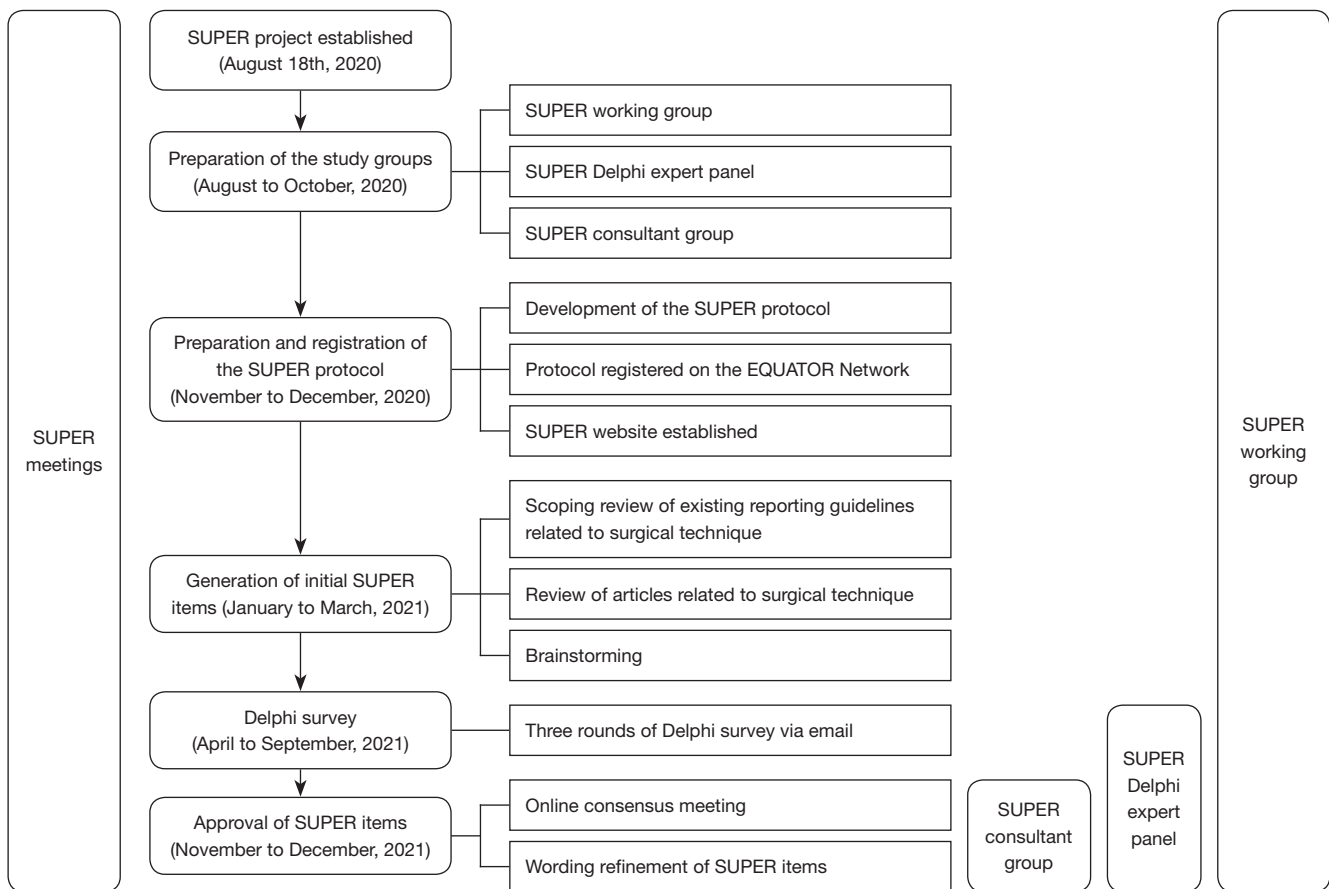 SUPER project established
(August 18th, 2020)
Preparation of the study groups
(August to October, 2020)
SUPER working group
SUPER Delphi expert panel
SUPER consultant group
Preparation and registration of
the SUPER protocol
(November to December, 2020)
Development of the SUPER protocol
Protocol registered on the EQUATOR Network
SUPER website established
SUPER
meetings
Generation of initial SUPER
items (January to March, 2021)
Scoping review of existing reporting guidelines
related to surgical technique
Review of articles related to surgical technique
Brainstorming
Delphi survey
(April to September, 2021)
Three rounds of Delphi survey via email
Approval of SUPER items
(November to December, 2021)
Online consensus meeting
Wording refinement of SUPER items
SUPER
consultant
group
SUPER
Delphi
expert
panel
SUPER
working
group